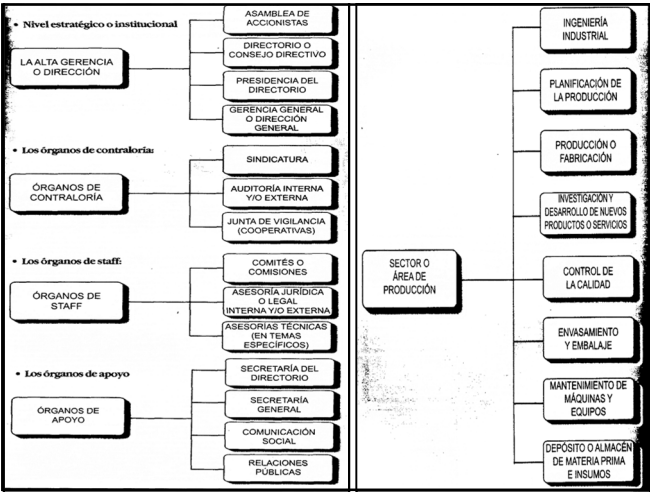 • Nivel estratégico o institucional
LA ALTA GERENCIA
O DIRECCIÓN
ASAMBLEA DE
ACCIONISTAS
DIRECTORIO O
CONSEJO DIRECTIVO
PRESIDENCIA DEL
DIRECTORIO
GERENCIA GENERAL
O DIRECCIÓN
GENERAL
• Los órganos de contraloría:
ÓRGANOS DE
CONTRALORÍA
SINDICATURA
AUDITORÍA INTERNA
Y/O EXTERNA
JUNTA DE VIGILANCIA
(COOPERATIVAS)
• Los órganos de staff:
ÓRGANOS DE
STAFF
COMITÉS O
COMISIONES
ASESORÍA JURÍDICA
O LEGAL
INTERNA Y/O EXTERNA
ASESORÍAS TÉCNICAS
(EN TEMAS
ESPECÍFICOS)
• Los órganos de apoyo
ÓRGANOS DE
APOYO
SECRETARÍA DEL
DIRECTORIO
SECRETARÍA
GENERAL
COMUNICACIÓN
SOCIAL
RELACIONES
PÚBLICAS
SECTOR O
ÁREA DE
PRODUCCIÓN
INGENIERÍA
INDUSTRIAL
PLANIFICACIÓN DE
LA PRODUCCIÓN
PRODUCCIÓN O
FABRICACIÓN
INVESTIGACIÓN Y
DESARROLLO DE NUEVOS
PRODUCTOS O SERVICIOS
CONTROL DE
LA CALIDAD
ENVASAMIENTO
Y EMBALAJE
MANTENIMIENTO DE
MÁQUINAS Y
EQUIPOS
DEPÓSITO O ALMACÉN
DE MATERIA PRIMA
E INSUMOS